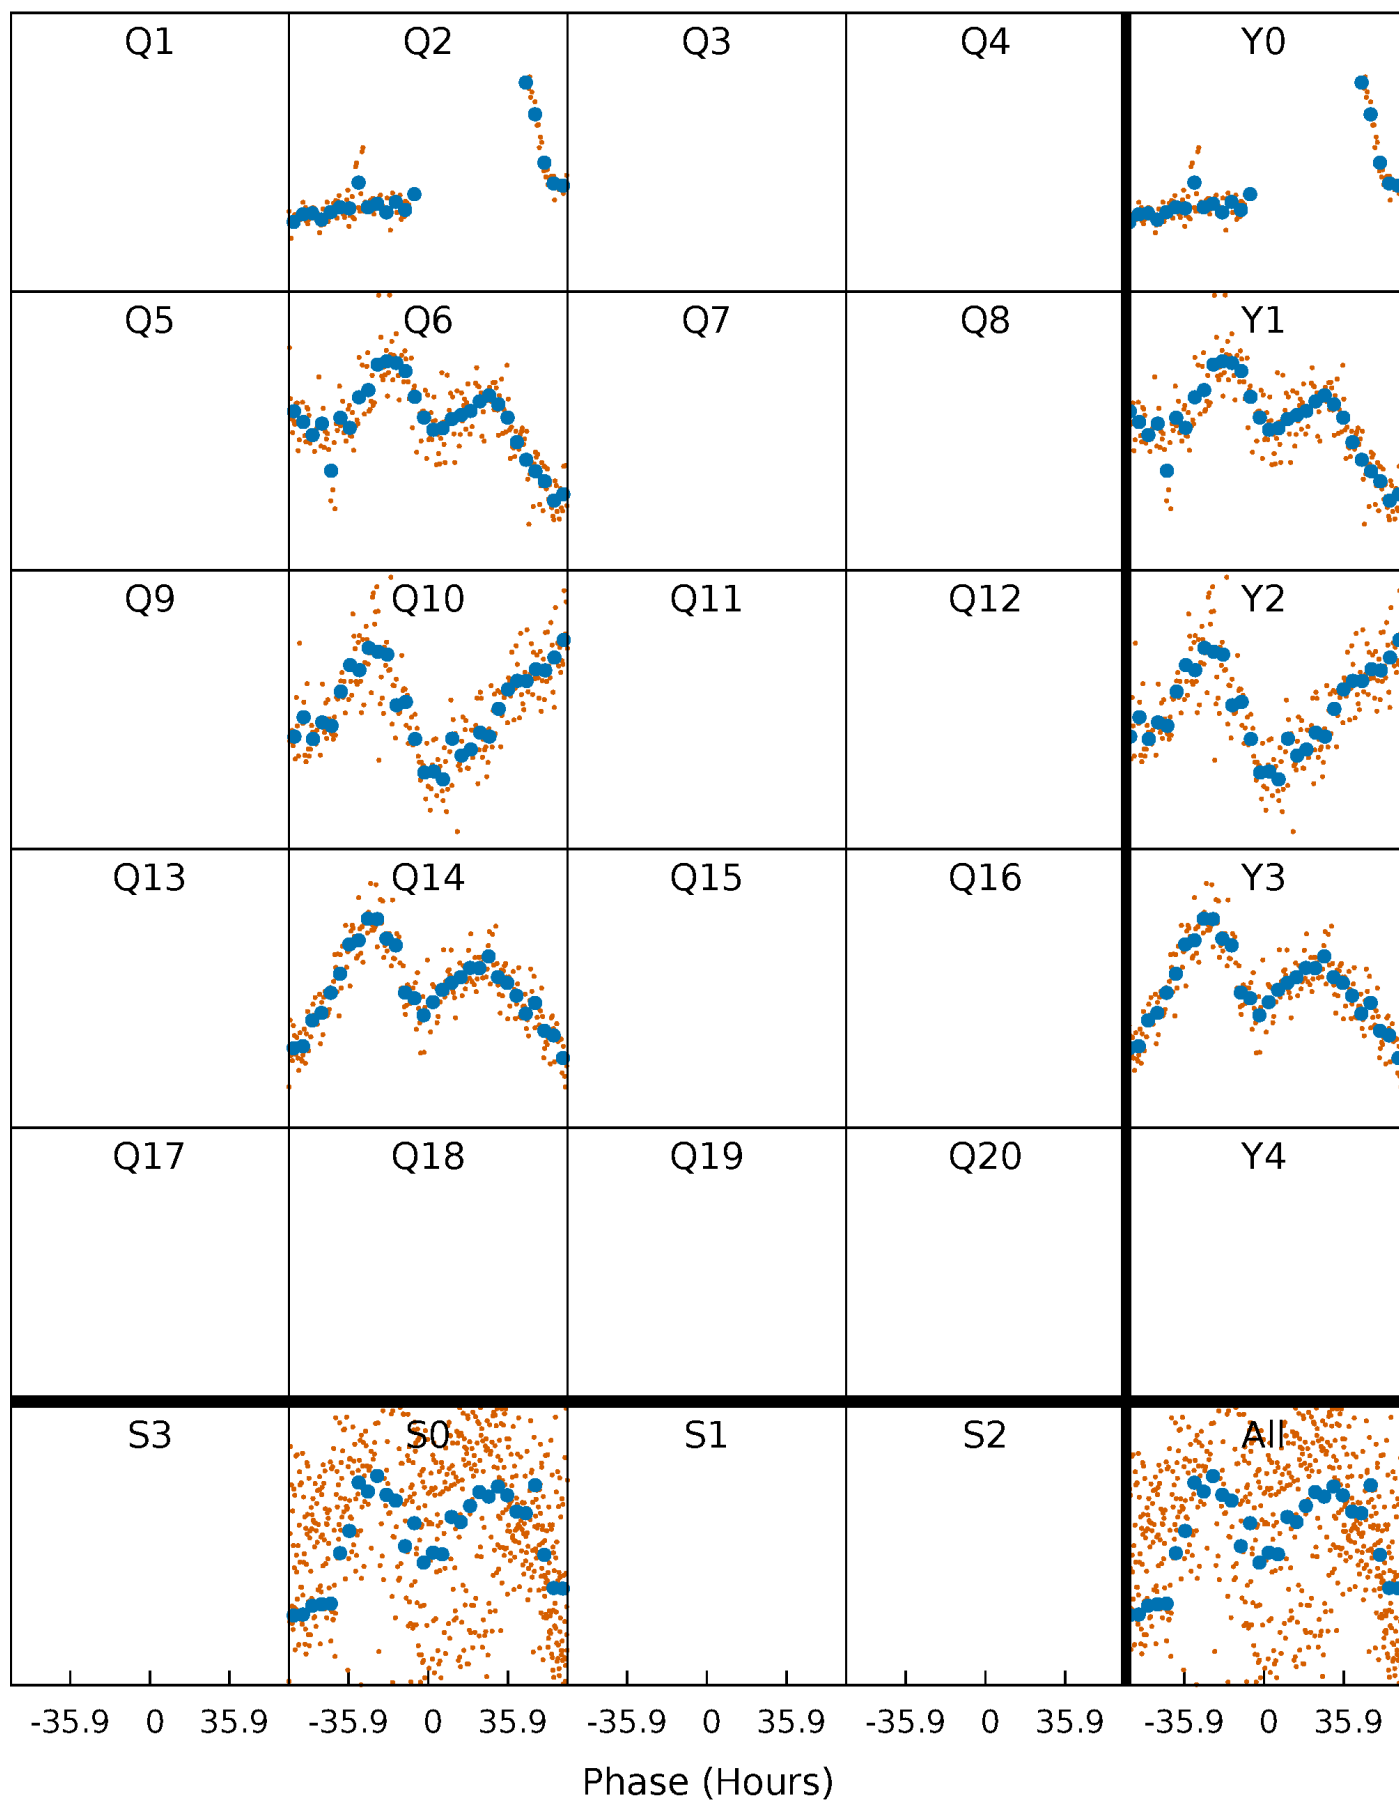 Q1 Q2 Q3 Q4 Y0
Q5 Q6 Q7 Q8 Y1
Q9 Q10 Q11 Q12 Y2
Q13 Q14 Q15 Q16 Y3
Q17 Q18 Q19 Q20 Y4
S3 S0 S1 S2 All
-35.9 0 35.9 -35.9 0 35.9 -35.9 0 35.9 -35.9 0 35.9 -35.9 0 35.9
Phase (Hours)